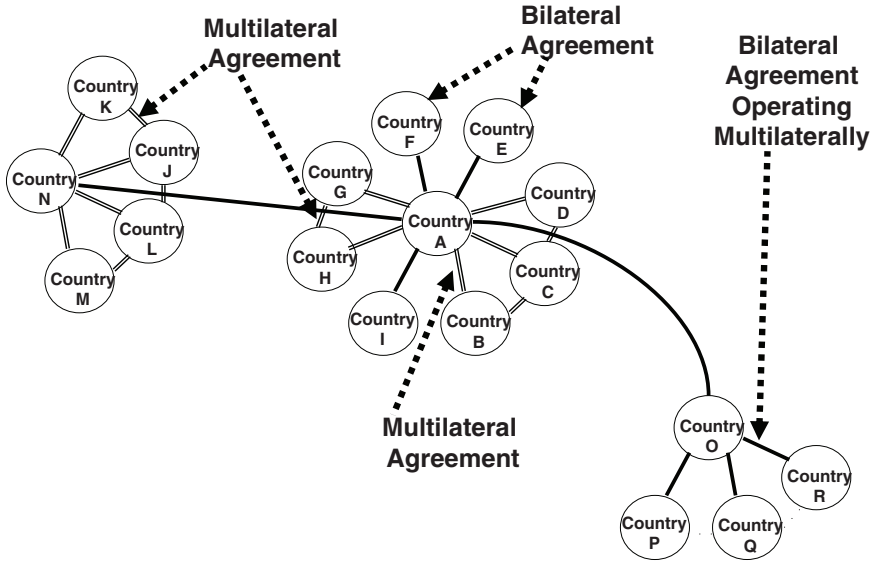 Multilateral
Agreement
Bilateral
Agreement
Bilateral
Agreement
Operating
Multilaterally
Country
K
Country
J
Country
N
Country
L
Country
M
Country
F
Country
E
Country
G
Country
D
Country
A
Country
H
Country
C
Country
I
Country
B
Multilateral
Agreement
Country
O
Country
R
Country
P
Country
Q